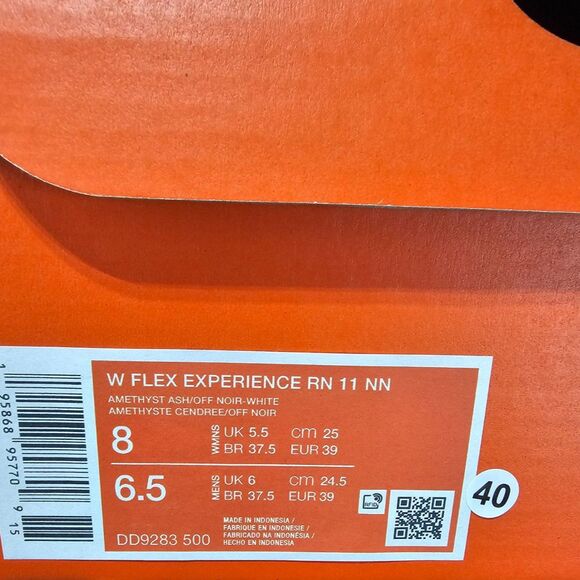 W FLEX EXPERIENCE RN 11 NN
AMETHYST ASH/OFF NOIR-WHITE
AMETHYSTE CENDREE/OFF NOIR
8 WMNS UK 5.5 cm 25
BR 37.5 EUR 39
6.5 MENS UK 6 cm 24.5
BR 37.5 EUR 39
DD9283 500
MADE IN INDONESIA /
FABRIQUE EN INDONESIE /
FABRICADO NA INDONÉSIA /
HECHO EN INDONESIA
RFID
40
1 95868 95770 9 15